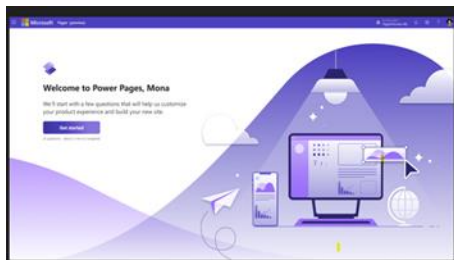 Microsoft Power Pages (preview)
Welcome to Power Pages, Mona
We'll start with a few questions that will help us customize
your product experience and build your new site.
Get started